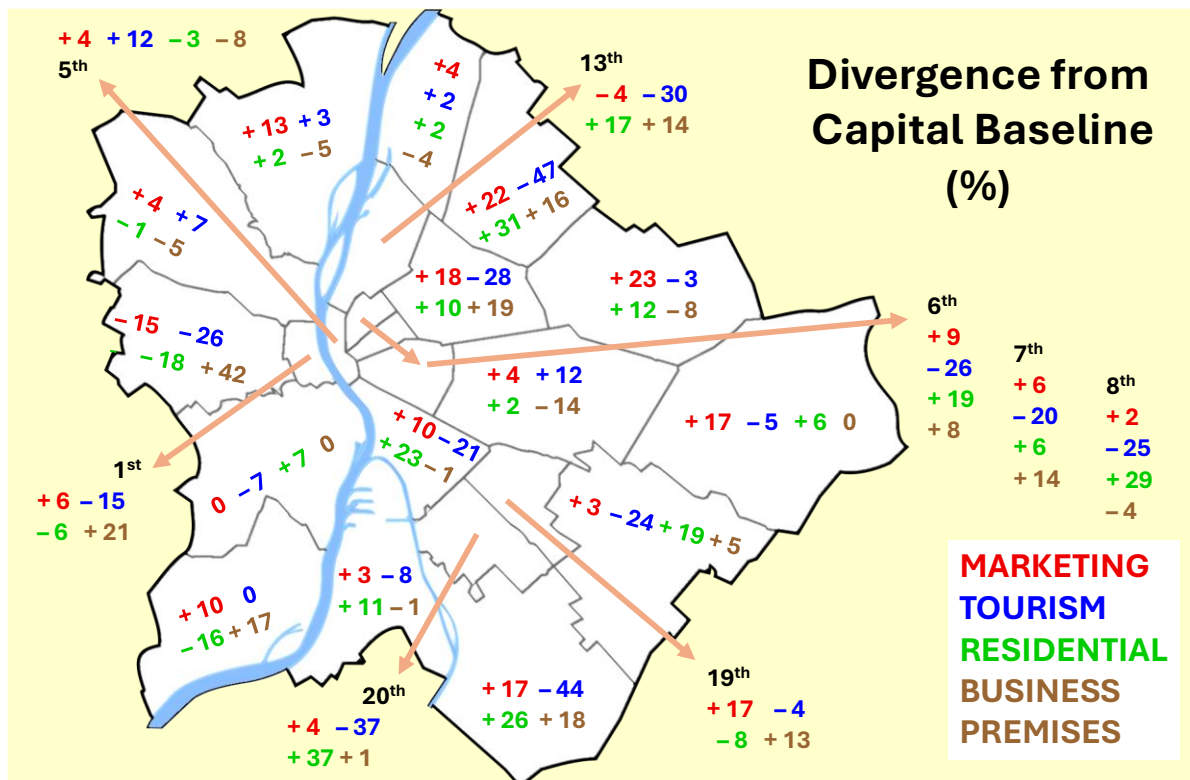 Divergence from
Capital Baseline
(%)
+ 4 + 12 – 3 – 8
5th
13th
– 4 – 30
+ 17 + 14
+4
+2
+2
– 4
+ 13 + 3
+ 2 – 5
+ 22 – 47
+ 31 + 16
+ 4 + 7
– 1 – 5
+ 18 – 28
+ 10 + 19
+ 23 – 3
+ 12 – 8
– 15 – 26
– – 18 + 42
+ 4 + 12
+ 2 – 14
6th
+ 9
– 26
+ 19
+ 8
7th
+ 6
– 20
+ 6
+ 14
8th
+ 2
– 25
+ 29
– 4
+ 17 – 5 + 6 0
+ 10 – 21
+ 23 – 1
0 – 7 + 7 0
1st
+ 6 – 15
– 6 + 21
+ 3 – 24 + 19 + 5
+ 10 0
– 16 + 17
+ 3 – 8
+ 11 – 1
20th
+ 4 – 37
+ 37 + 1
+ 17 – 44
+ 26 + 18
19th
+ 17 – 4
– 8 + 13
MARKETING
TOURISM
RESIDENTIAL
BUSINESS
PREMISES